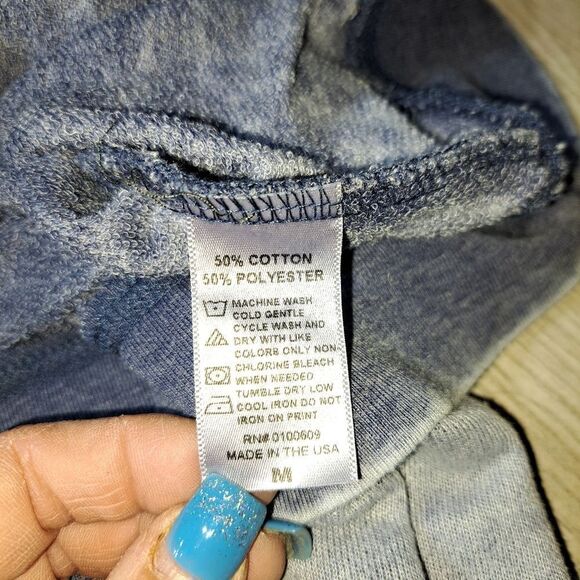 50% COTTON
50% POLYESTER
MACHINE WASH
COLD GENTLE
CYCLE WASH AND
DRY WITH LIKE
COLORS ONLY NON-
CHLORINE BLEACH
WHEN NEEDED
TUMBLE DRY LOW
COOL IRON DO NOT
IRON ON PRINT
RN# 0100609
MADE IN THE USA
M